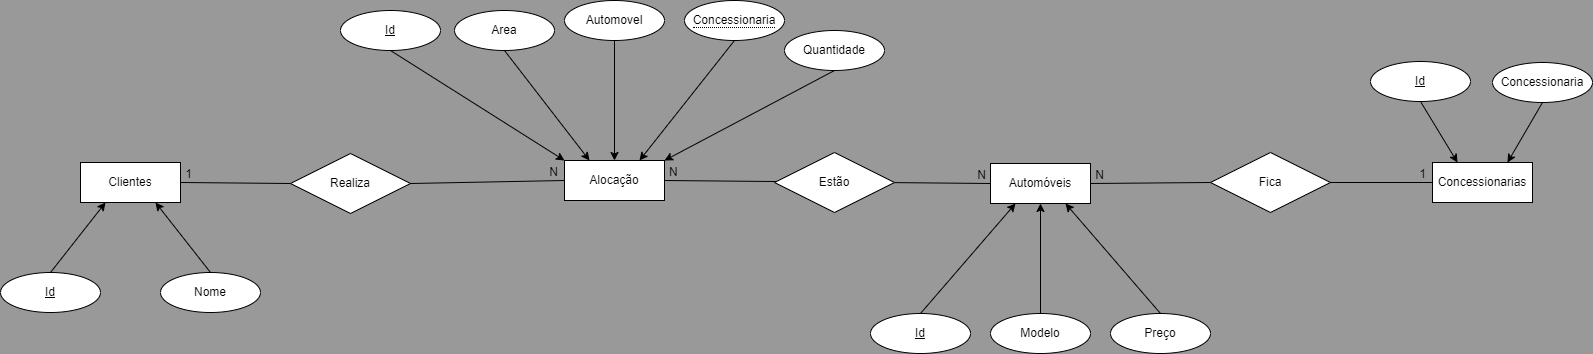 Id
Area
Automovel
Concessionaria
Quantidade
Id
Concessionaria
Clientes
1
Realiza
N
Alocação
N
Estão
N
Automóveis
N
Fica
1
Concessionarias
Id
Nome
Id
Modelo
Preço